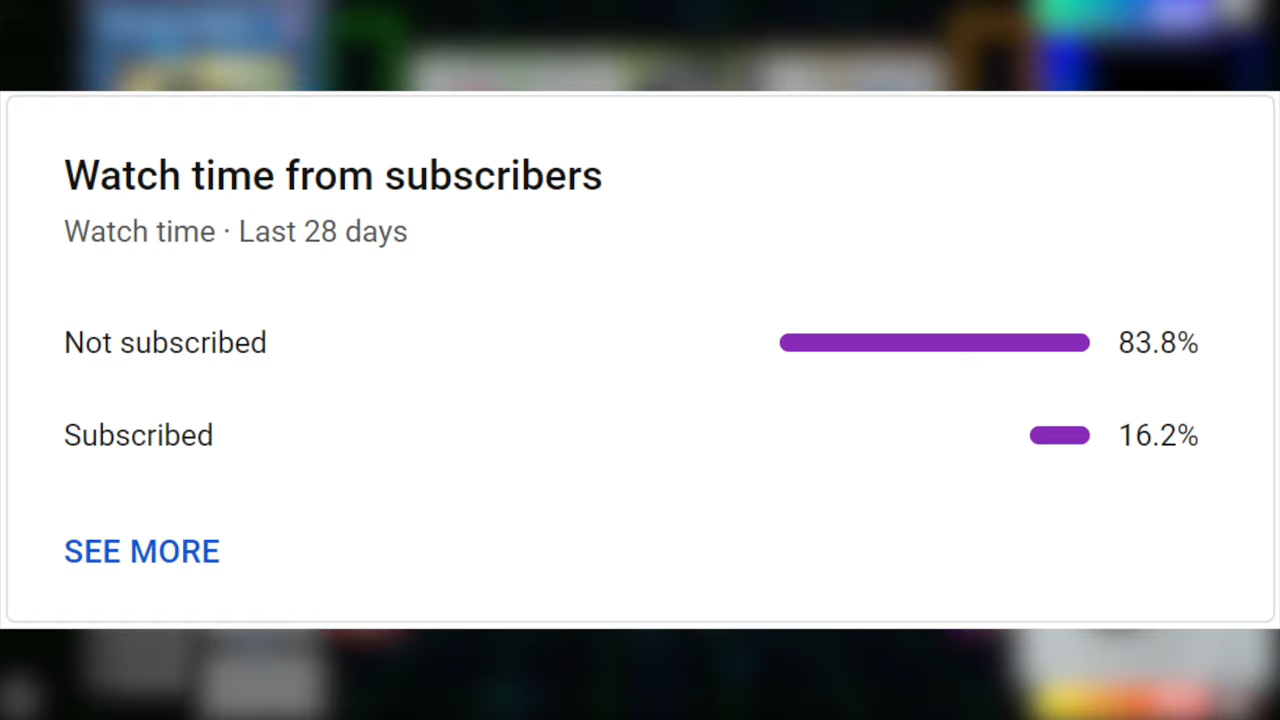 Watch time from subscribers
Watch time · Last 28 days
Not subscribed 83.8%
Subscribed 16.2%
SEE MORE